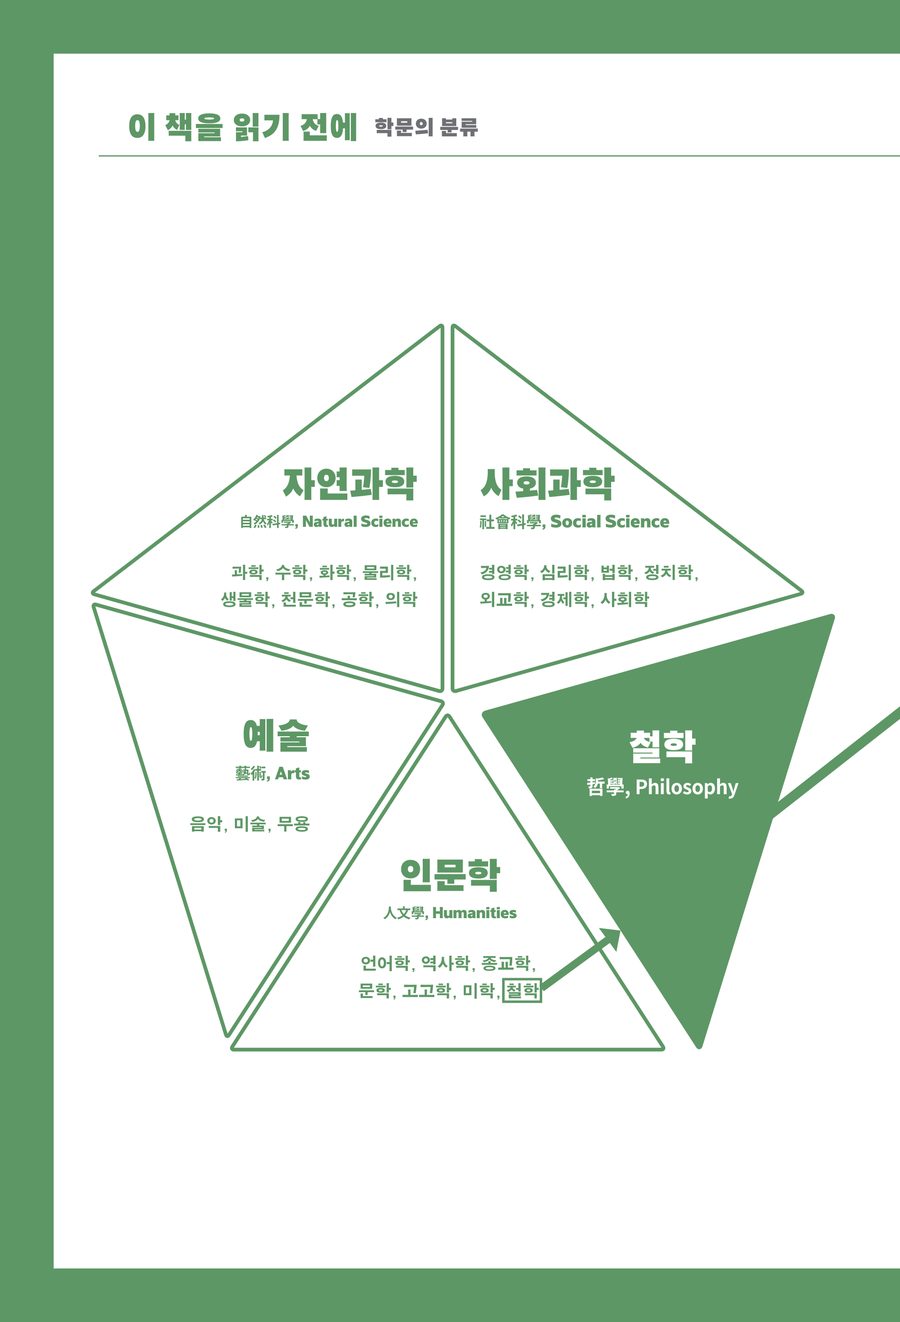 이 책을 읽기 전에 학문의 분류
자연과학
自然科學, Natural Science
과학, 수학, 화학, 물리학,
생물학, 천문학, 공학, 의학
사회과학
社會科學, Social Science
경영학, 심리학, 법학, 정치학,
외교학, 경제학, 사회학
예술
藝術, Arts
음악, 미술, 무용
철학
哲學, Philosophy
인문학
人文學, Humanities
언어학, 역사학, 종교학,
문학, 고고학, 미학, 철학